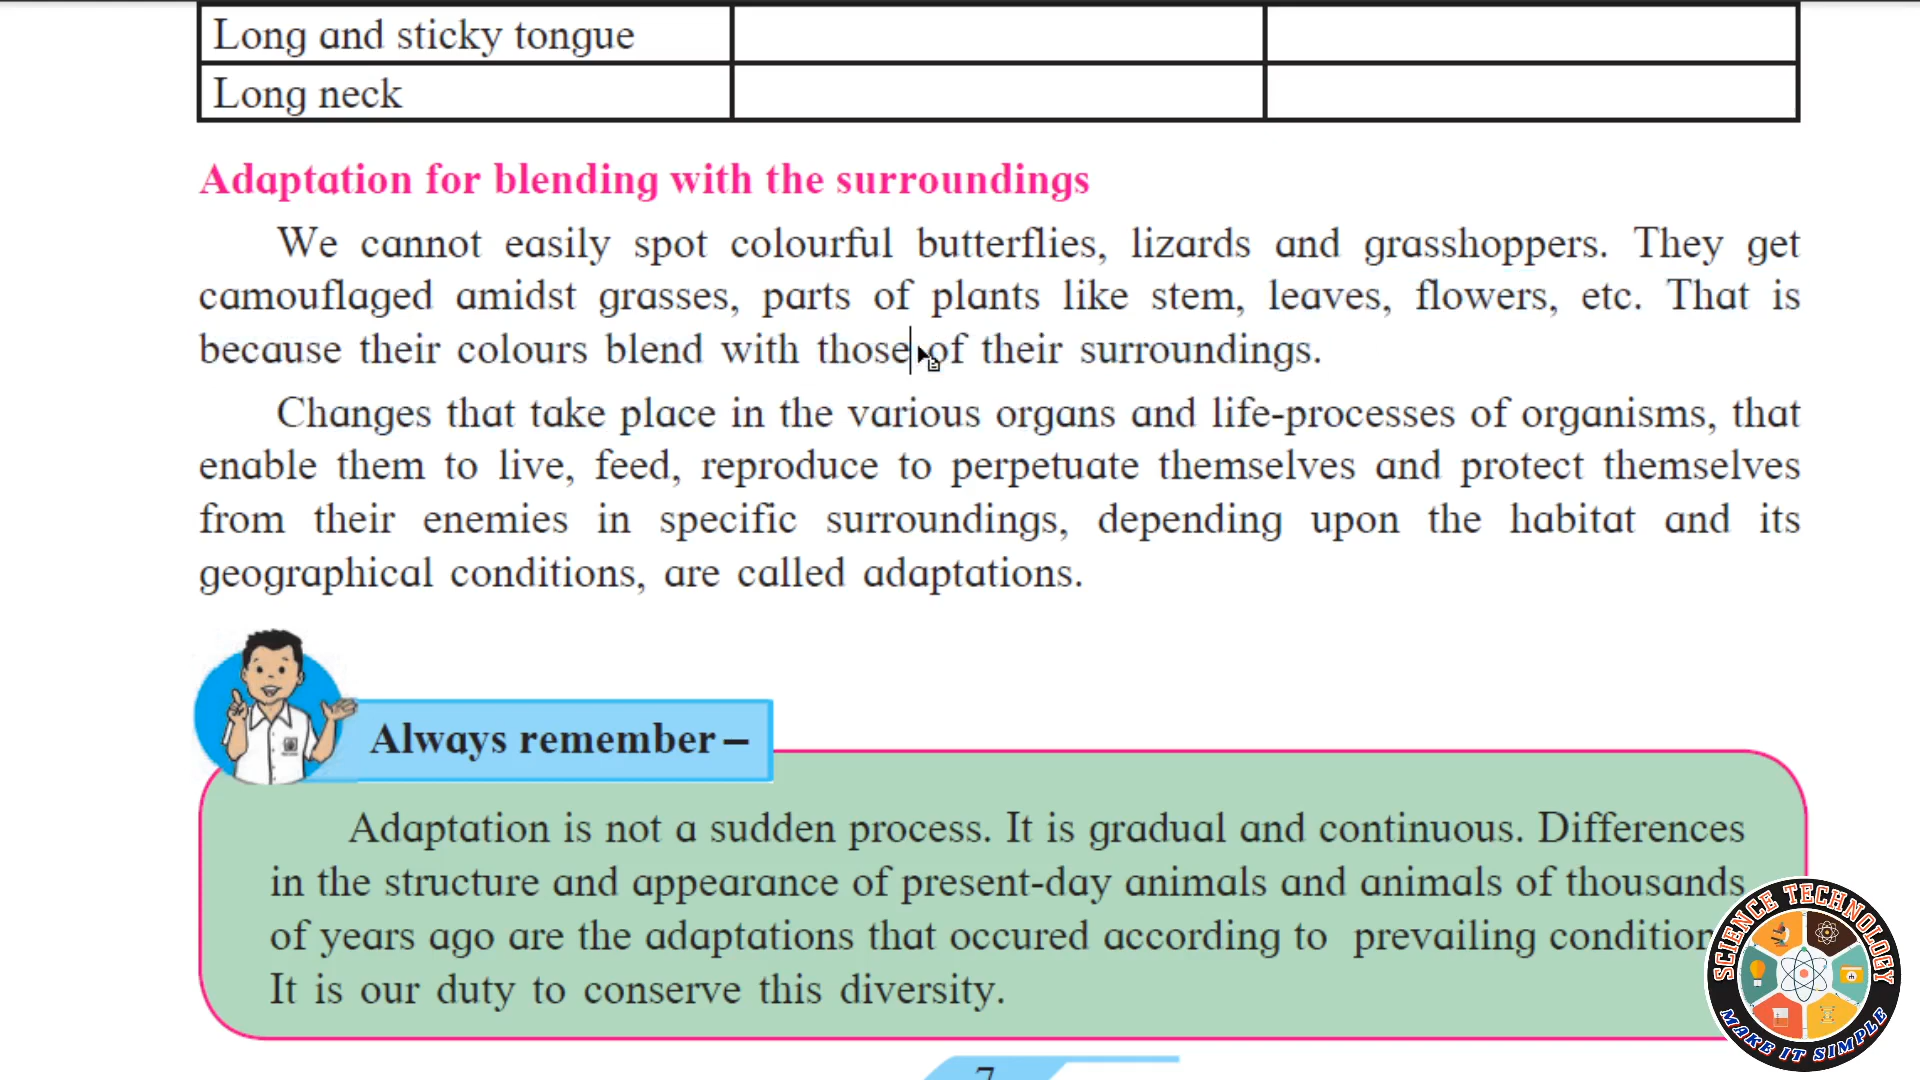 Long and sticky tongue
Long neck
Adaptation for blending with the surroundings
We cannot easily spot colourful butterflies, lizards and grasshoppers. They get
camouflaged amidst grasses, parts of plants like stem, leaves, flowers, etc. That is
because their colours blend with those of their surroundings.
Changes that take place in the various organs and life-processes of organisms, that
enable them to live, feed, reproduce to perpetuate themselves and protect themselves
from their enemies in specific surroundings, depending upon the habitat and its
geographical conditions, are called adaptations.
Always remember –
Adaptation is not a sudden process. It is gradual and continuous. Differences
in the structure and appearance of present-day animals and animals of thousands
of years ago are the adaptations that occured according to prevailing condition
It is our duty to conserve this diversity.
SCIENCE TECHNOLOGY
MAKE IT SIMPLE
7